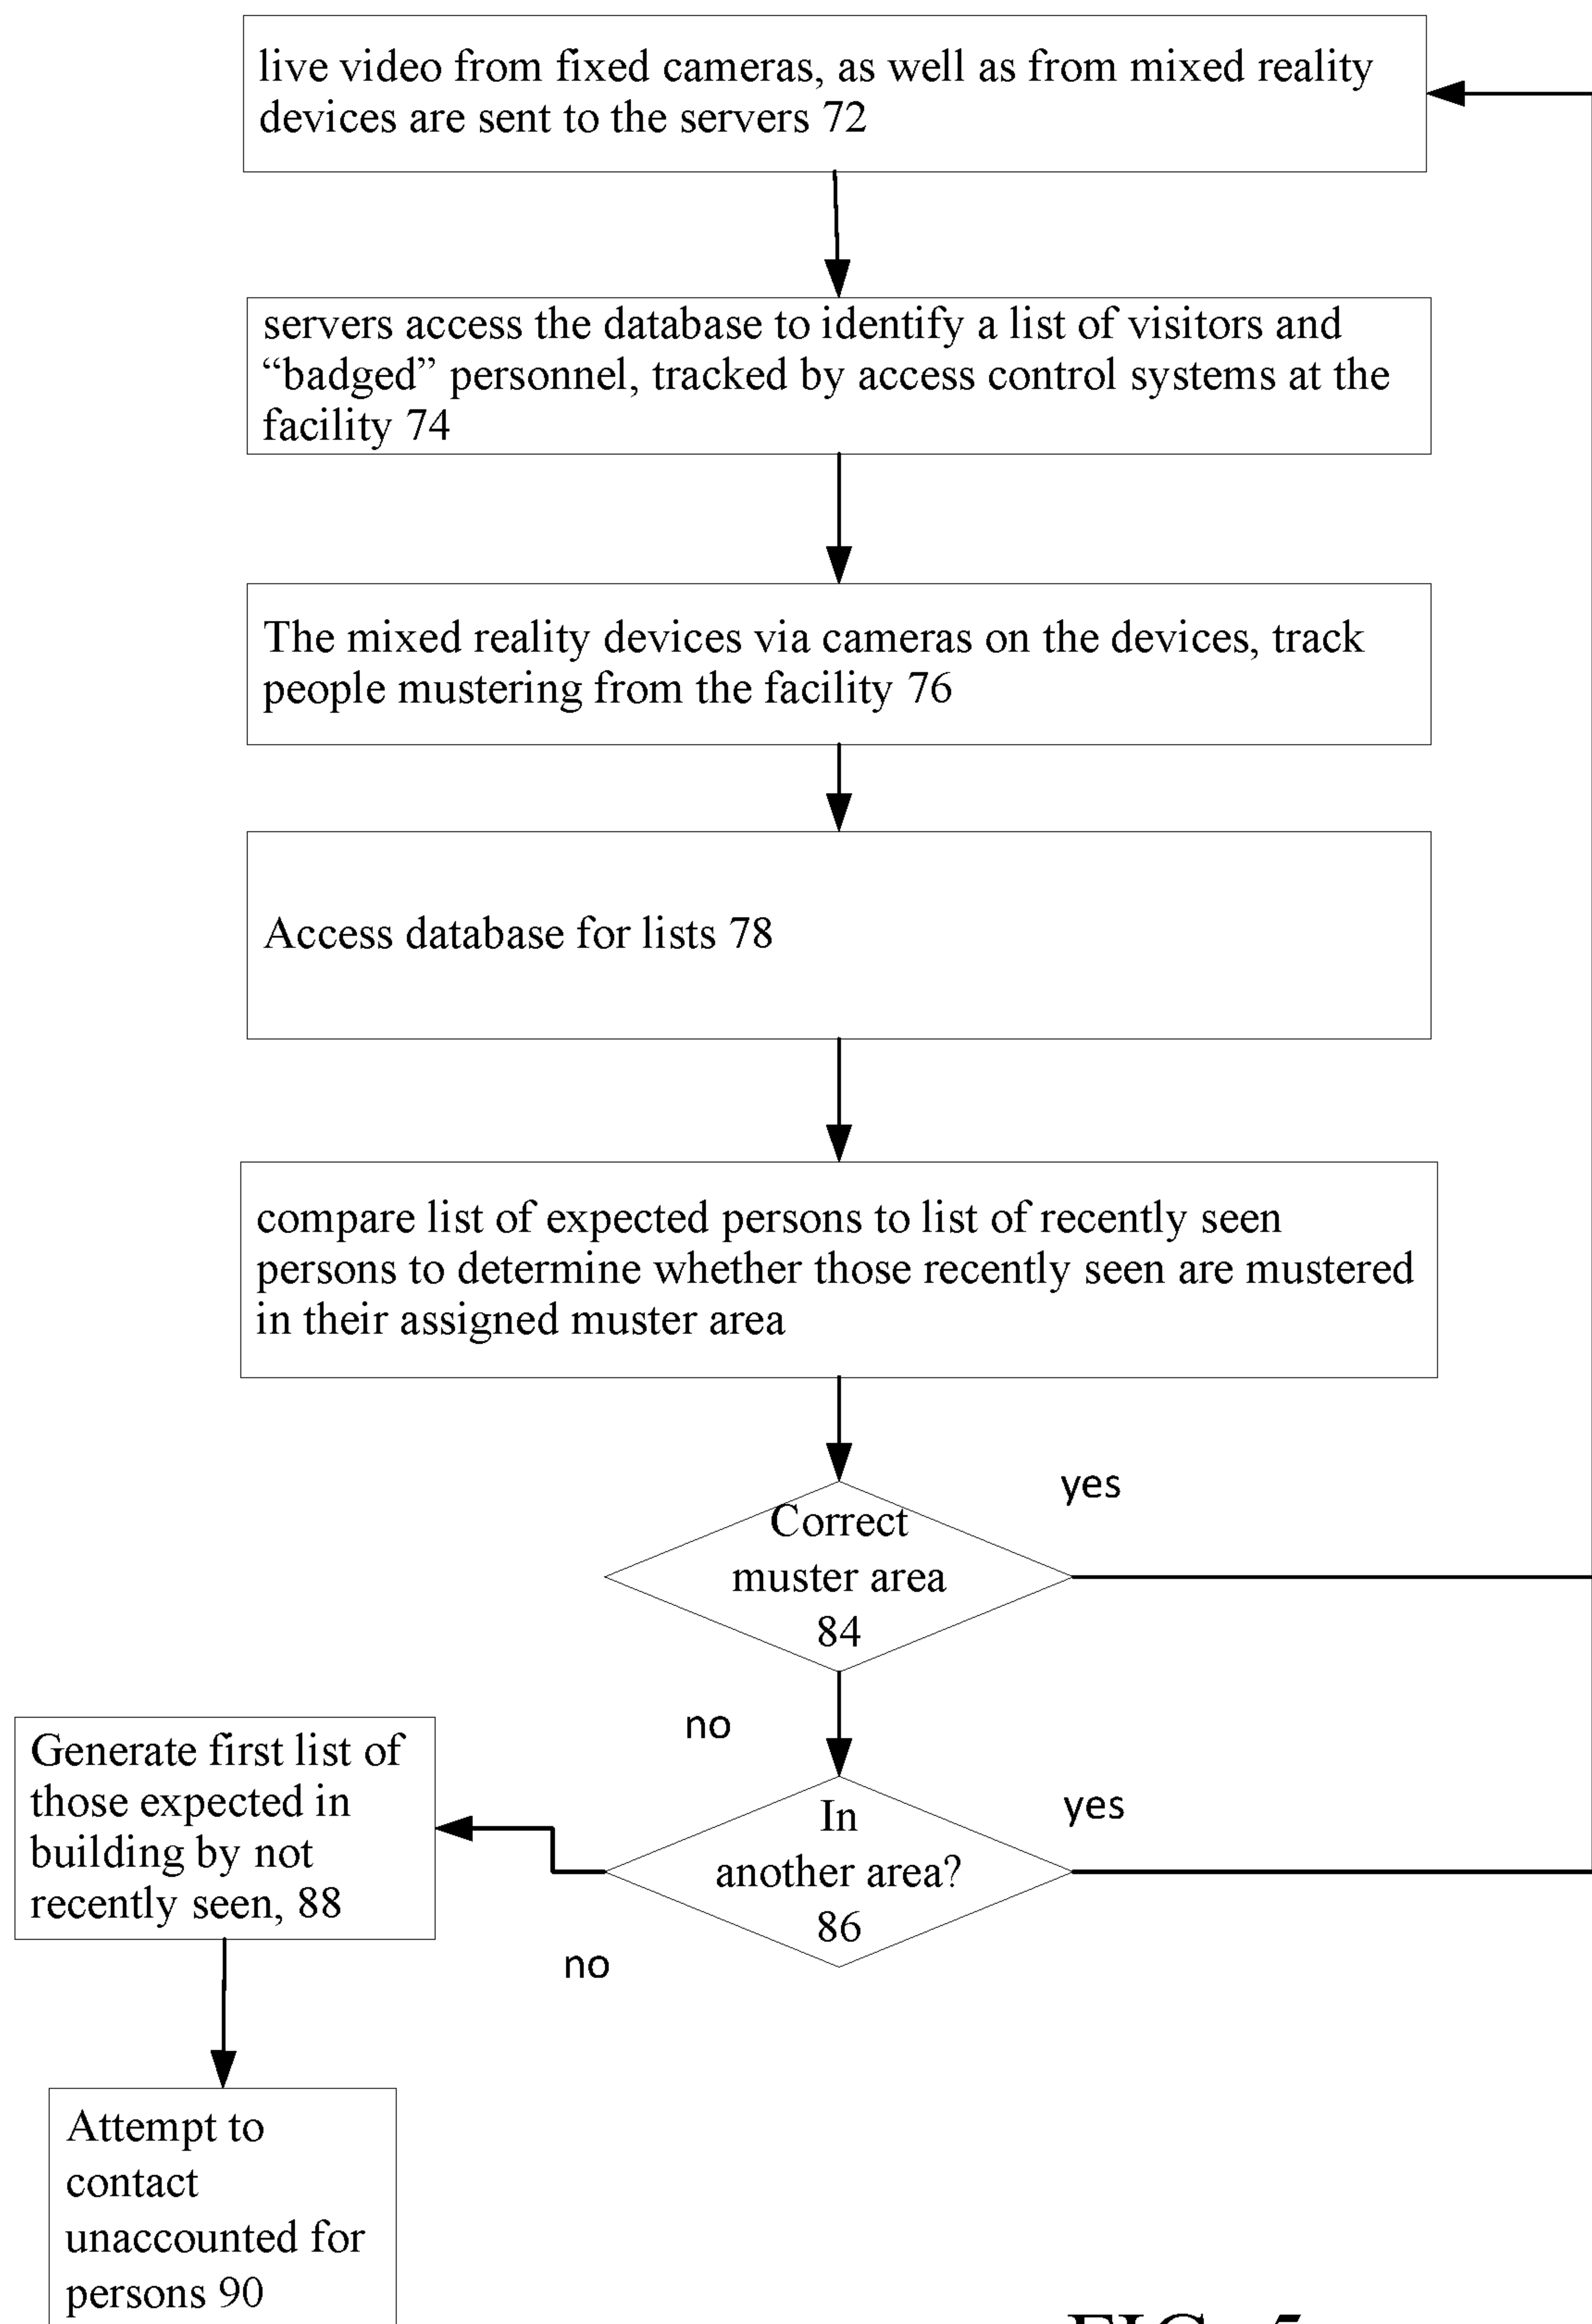 live video from fixed cameras, as well as from mixed reality
devices are sent to the servers 72
servers access the database to identify a list of visitors and
“badged” personnel, tracked by access control systems at the
facility 74
The mixed reality devices via cameras on the devices, track
people mustering from the facility 76
Access database for lists 78
compare list of expected persons to list of recently seen
persons to determine whether those recently seen are mustered
in their assigned muster area
yes
Correct
muster area
84
no
Generate first list of
those expected in
building by not
recently seen, 88
yes
In
another area?
86
no
Attempt to
contact
unaccounted for
persons 90